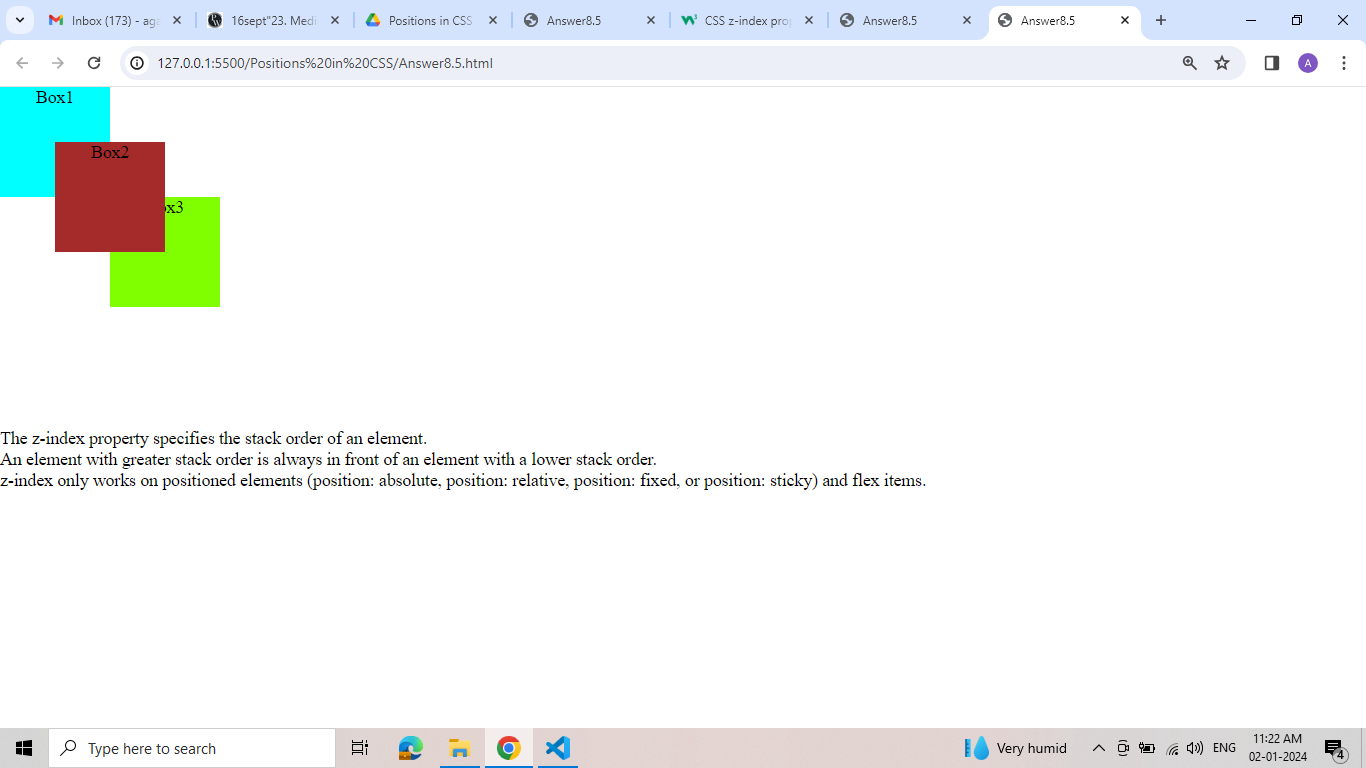 Inbox (173) - aga
16sept"23. Medi
Positions in CSS
Answer8.5
CSS z-index prop
Answer8.5
Answer8.5
127.0.0.1:5500/Positions%20in%20CSS/Answer8.5.html
A
Box1
Box2
ox3
The z-index property specifies the stack order of an element.
An element with greater stack order is always in front of an element with a lower stack order.
z-index only works on positioned elements (position: absolute, position: relative, position: fixed, or position: sticky) and flex items.
Type here to search
Very humid
ENG
11:22 AM
02-01-2024
4